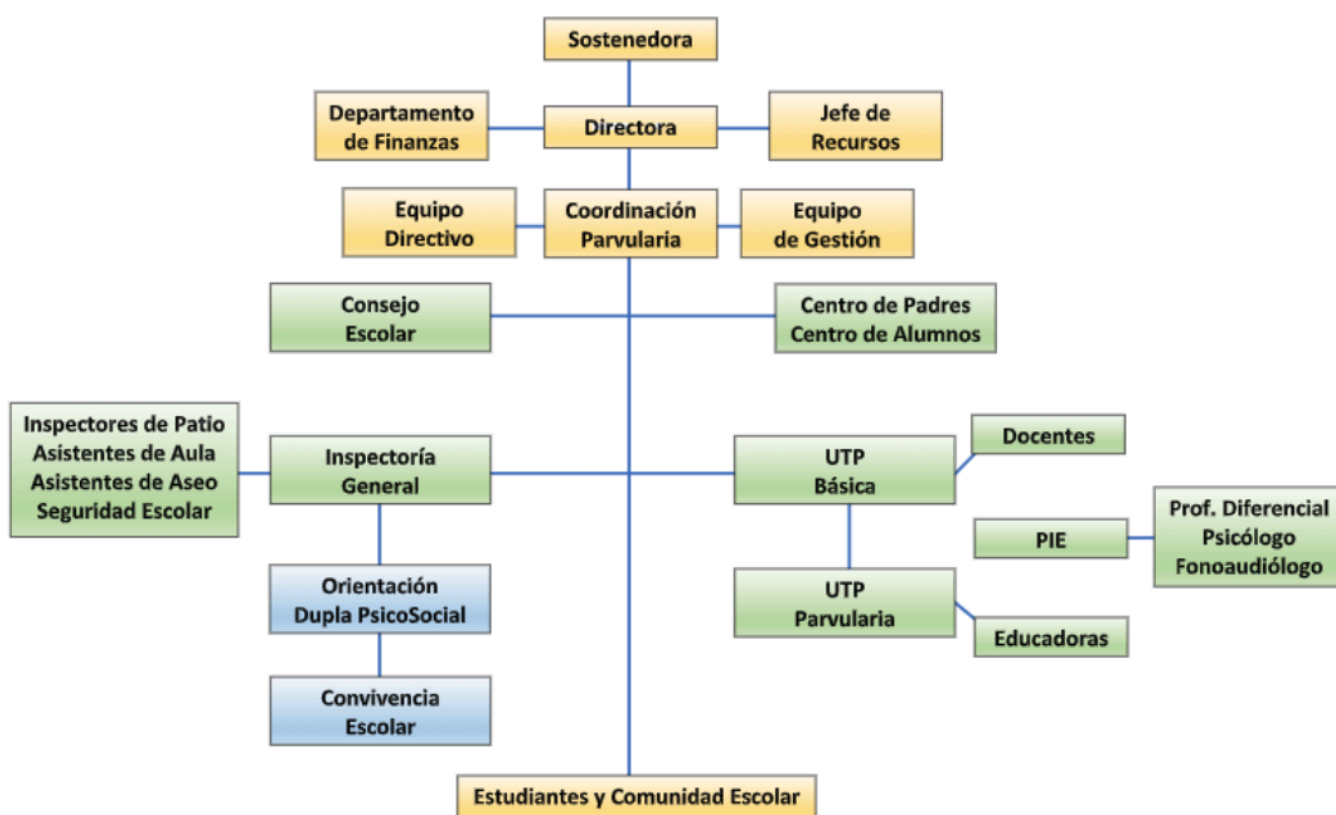 Sostenedora
Departamento
de Finanzas
Directora
Jefe de
Recursos
Equipo
Directivo
Coordinación
Parvularia
Equipo
de Gestión
Consejo
Escolar
Centro de Padres
Centro de Alumnos
Inspectores de Patio
Asistentes de Aula
Asistentes de Aseo
Seguridad Escolar
Inspectoría
General
UTP
Básica
Docentes
PIE
Prof. Diferencial
Psicólogo
Fonoaudiólogo
Orientación
Dupla PsicoSocial
UTP
Parvularia
Educadoras
Convivencia
Escolar
Estudiantes y Comunidad Escolar